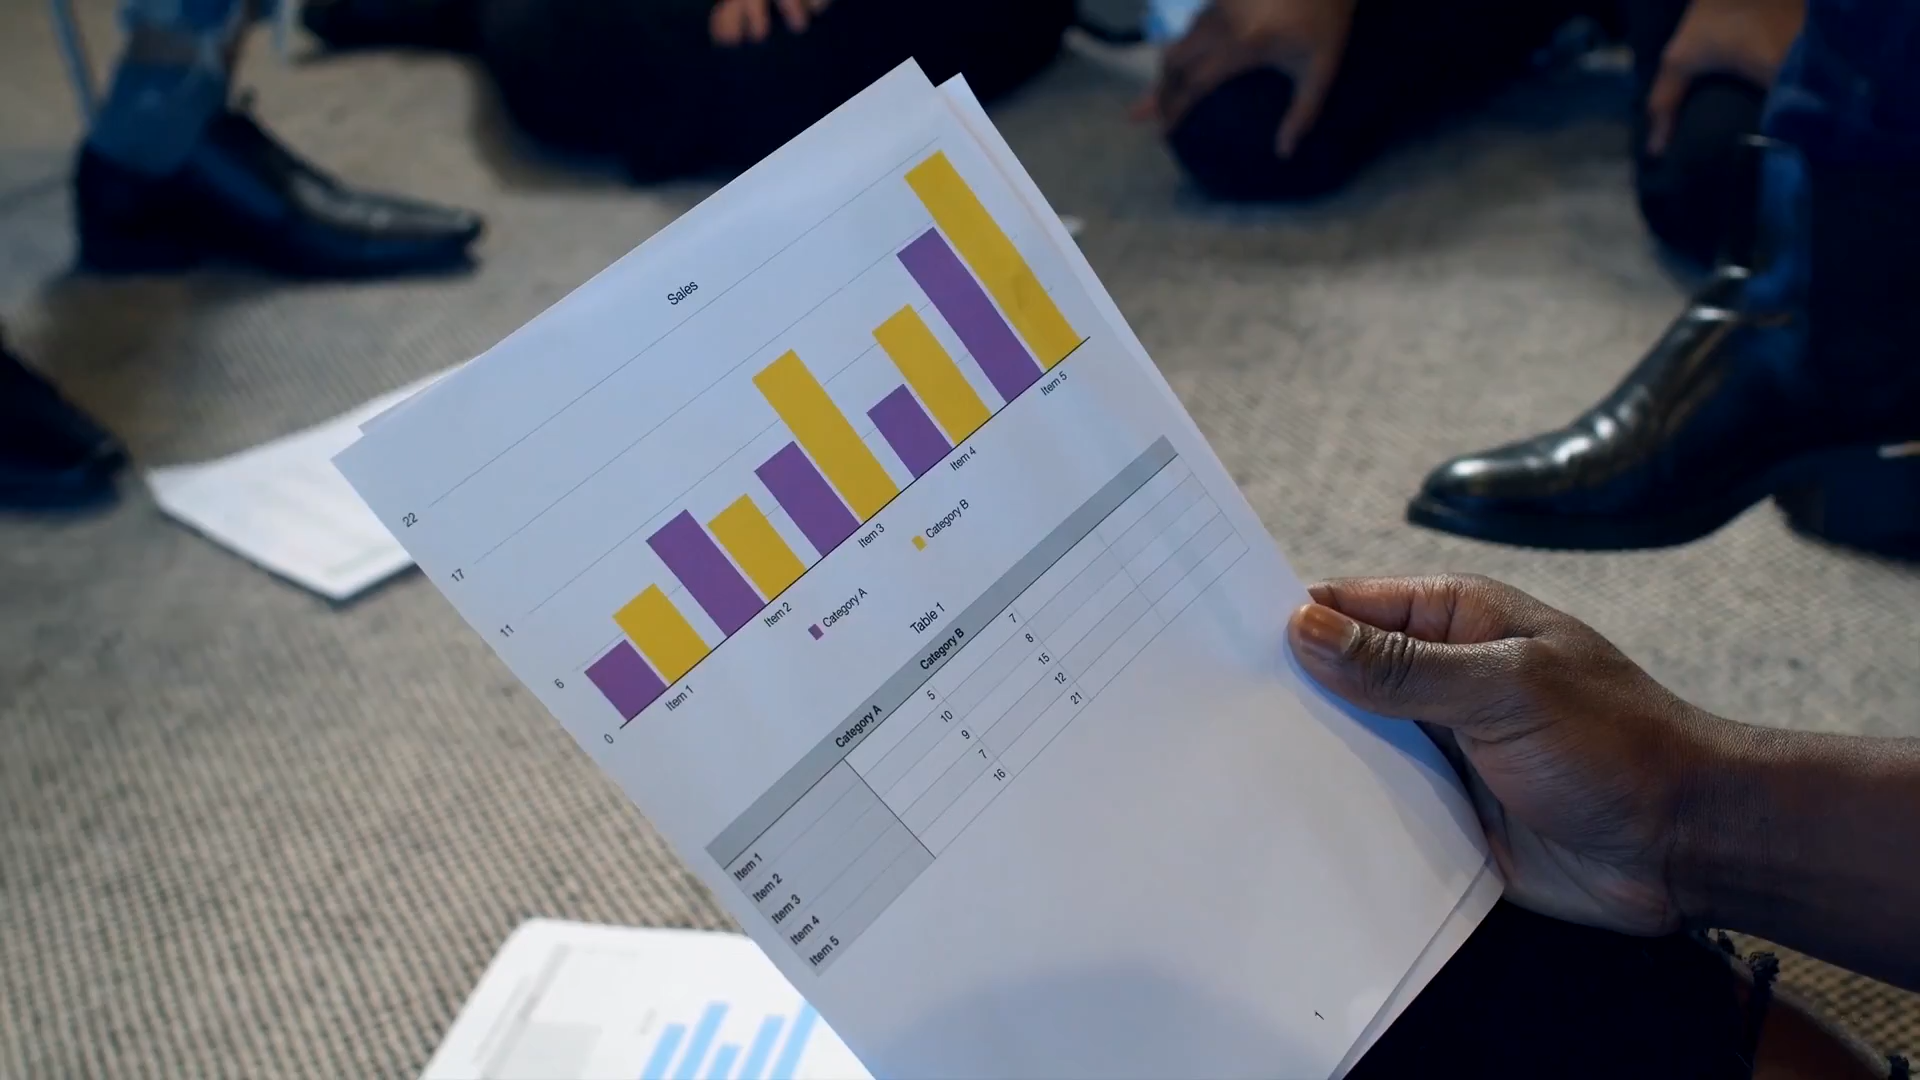 Sales
22
17
11
6
0
Item 1
Item 2
Item 3
Item 4
Item 5
Category A
Category B
Table 1
Category A Category B
Item 1 5 7
Item 2 10 8
Item 3 9 15
Item 4 7 12
Item 5 16 21
1